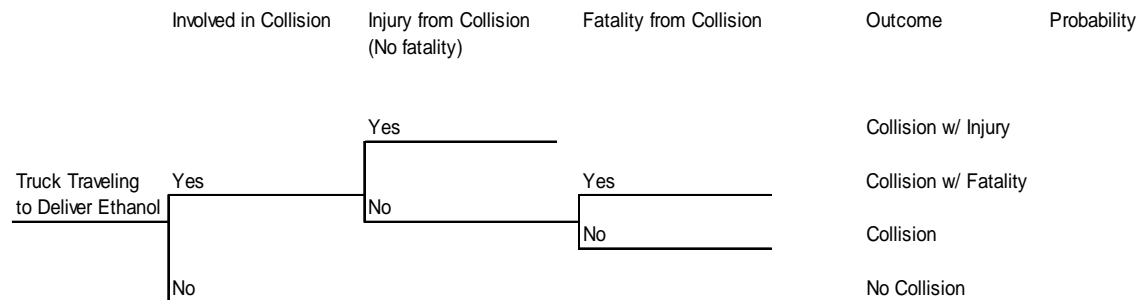 Involved in Collision Injury from Collision Fatality from Collision Outcome Probability
(No fatality)
Yes Collision w/ Injury
Truck Traveling Yes Yes Collision w/ Fatality
to Deliver Ethanol No
No Collision
No No Collision